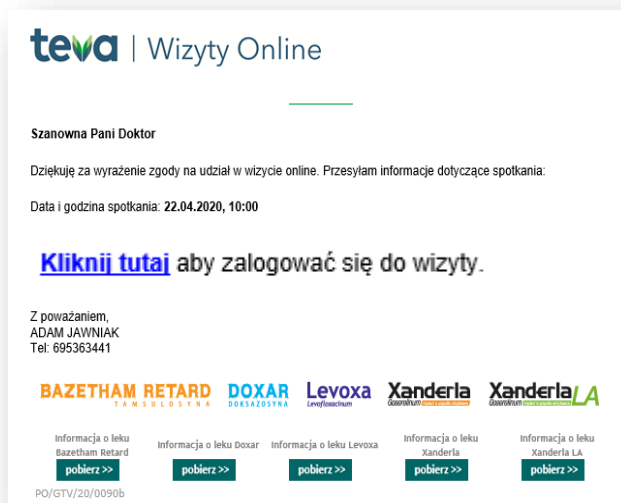 teva | Wizyty Online
Szanowna Pani Doktor
Dziękuję za wyrażenie zgody na udział w wizycie online. Przesyłam informacje dotyczące spotkania:
Data i godzina spotkania: 22.04.2020, 10:00
Kliknij tutaj aby zalogować się do wizyty.
Z poważaniem,
ADAM JAWNIAK
Tel: 695363441
BAZETHAM RETARD DOXAR Levoxa Xanderla Xanderla LA
TAMSULOSYNA DOKSAZOSYNA Levofloxacinum Goserelinum Goserelinum
Informacja o leku Bazetham Retard
Informacja o leku Doxar
Informacja o leku Levoxa
Informacja o leku Xanderla
Informacja o leku Xanderla LA
pobierz >> pobierz >> pobierz >> pobierz >> pobierz >>
PO/GTV/20/0090b